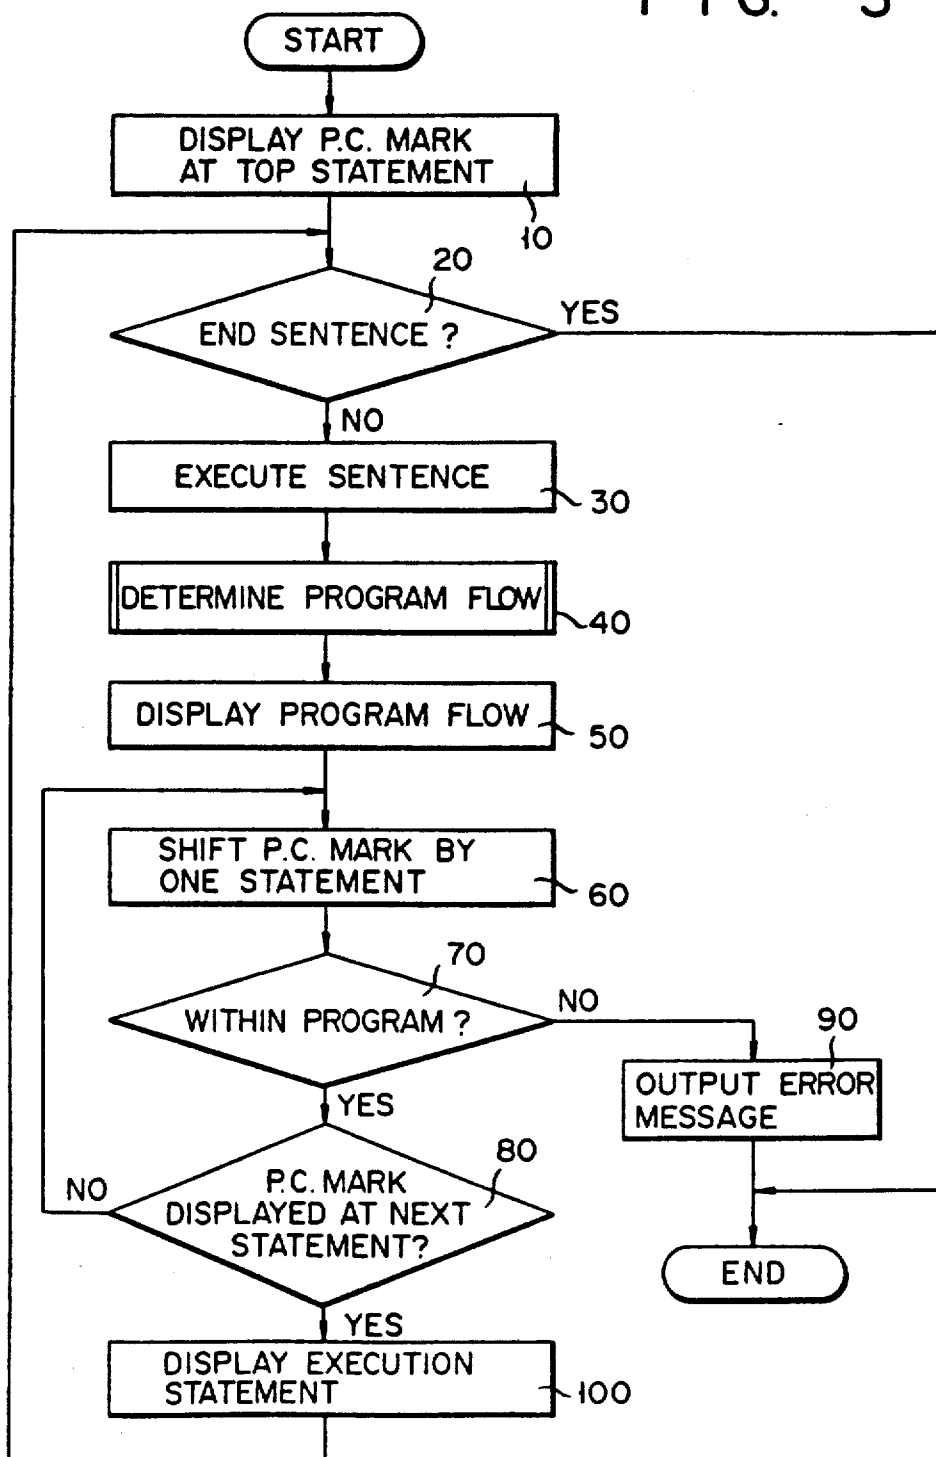 FIG. 3
START
DISPLAY P.C. MARK
AT TOP STATEMENT
10
20
END SENTENCE ?
YES
NO
EXECUTE SENTENCE
30
DETERMINE PROGRAM FLOW
40
DISPLAY PROGRAM FLOW
50
SHIFT P.C. MARK BY
ONE STATEMENT
60
70
WITHIN PROGRAM ?
NO
90
OUTPUT ERROR
MESSAGE
YES
80
P.C. MARK
DISPLAYED AT NEXT
STATEMENT?
NO
END
YES
DISPLAY EXECUTION
STATEMENT
100